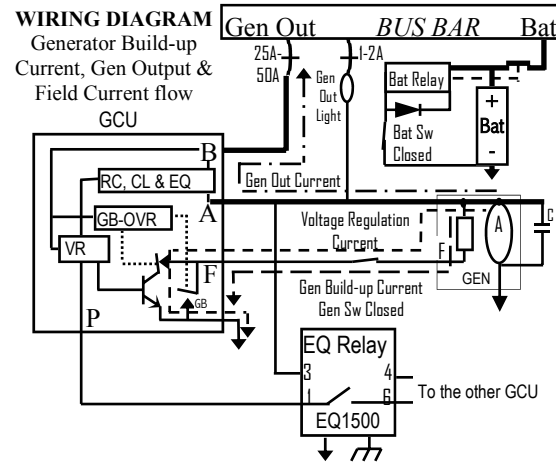 WIRING DIAGRAM
Generator Build-up
Current, Gen Output &
Field Current flow
Gen Out BUS BAR Bat
25A-
50A
1-2A
Gen
Out
Light
Bat Relay
Bat Sw
Closed
+
Bat
-
GCU
B
RC, CL & EQ
A
Gen Out Current
GB-OVR
VR
F
GB
P
Voltage Regulation
Current
Gen Build-up Current
Gen Sw Closed
F
A
GEN
C
EQ Relay
3 4
1 6
EQ1500
To the other GCU